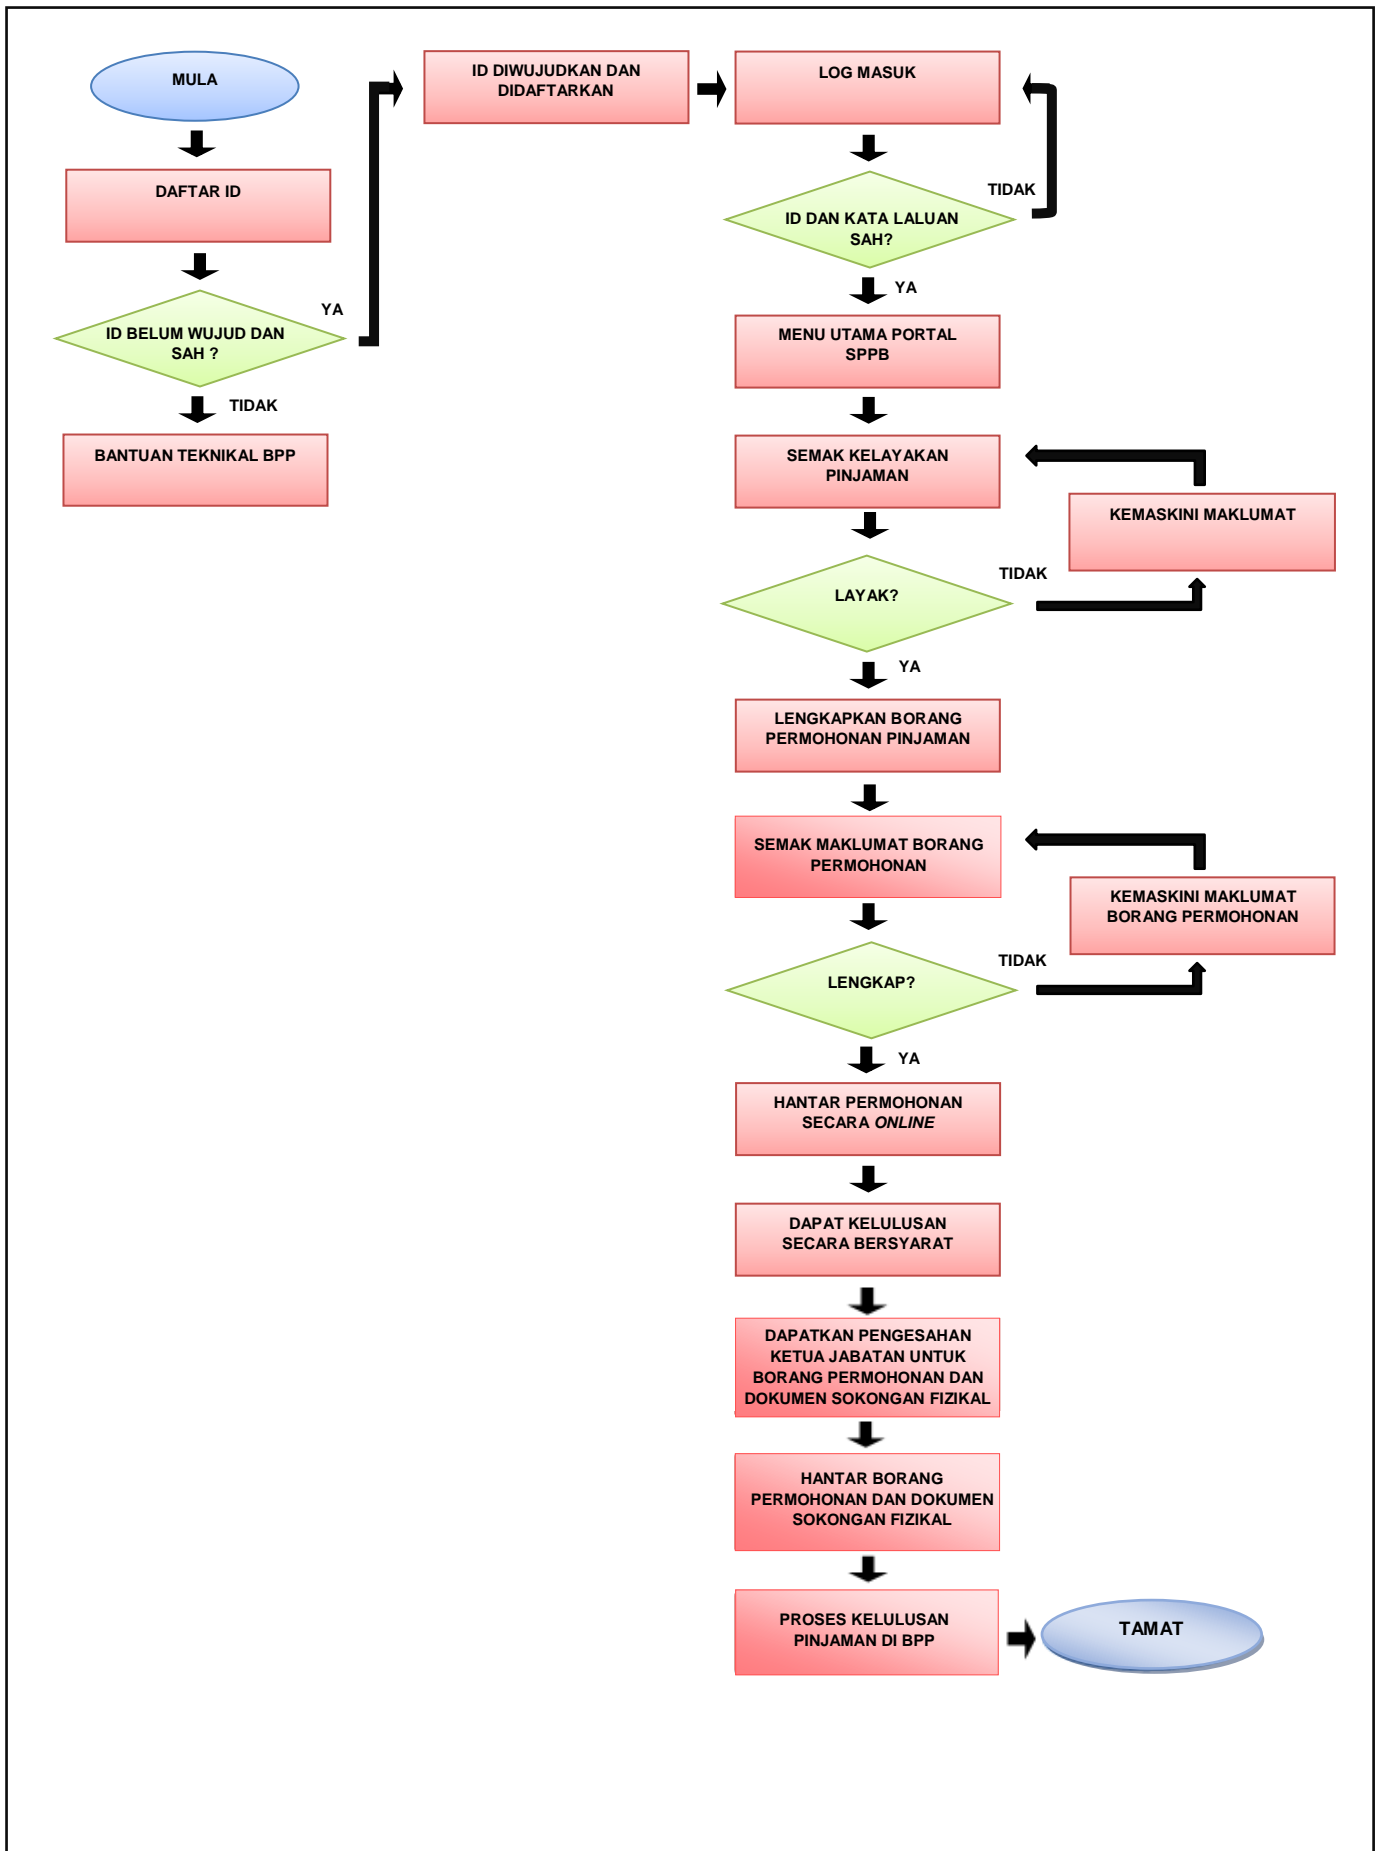 MULA
DAFTAR ID
ID BELUM WUJUD DAN
SAH ?
YA
TIDAK
BANTUAN TEKNIKAL BPP
ID DIWUJUDKAN DAN
DIDAFTARKAN
LOG MASUK
ID DAN KATA LALUAN
SAH?
TIDAK
YA
MENU UTAMA PORTAL
SPPB
SEMAK KELAYAKAN
PINJAMAN
KEMASKINI MAKLUMAT
LAYAK?
TIDAK
YA
LENGKAPKAN BORANG
PERMOHONAN PINJAMAN
SEMAK MAKLUMAT BORANG
PERMOHONAN
KEMASKINI MAKLUMAT
BORANG PERMOHONAN
LENGKAP?
TIDAK
YA
HANTAR PERMOHONAN
SECARA ONLINE
DAPAT KELULUSAN
SECARA BERSYARAT
DAPATKAN PENGESAHAN
KETUA JABATAN UNTUK
BORANG PERMOHONAN DAN
DOKUMEN SOKONGAN FIZIKAL
HANTAR BORANG
PERMOHONAN DAN DOKUMEN
SOKONGAN FIZIKAL
PROSES KELULUSAN
PINJAMAN DI BPP
TAMAT